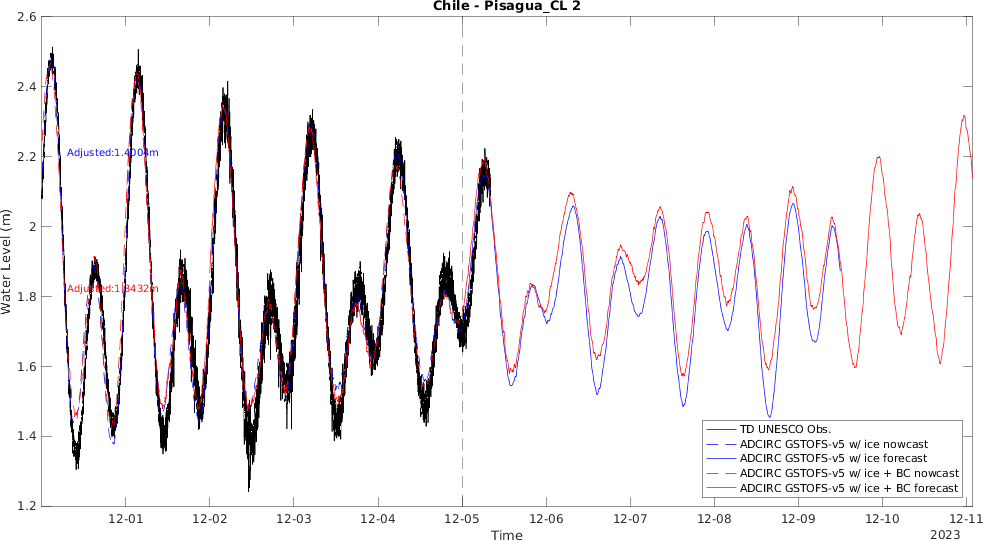 Chile - Pisagua_CL 2
2.6
2.4
2.2
2
1.8
1.6
1.4
1.2
Water Level (m)
Adjusted:1.4004m
Adjusted:1.3432m
TD UNESCO Obs.
ADCIRC GSTOFS-v5 w/ ice nowcast
ADCIRC GSTOFS-v5 w/ ice forecast
ADCIRC GSTOFS-v5 w/ ice + BC nowcast
ADCIRC GSTOFS-v5 w/ ice + BC forecast
12-01 12-02 12-03 12-04 12-05 12-06 12-07 12-08 12-09 12-10 12-11
Time
2023